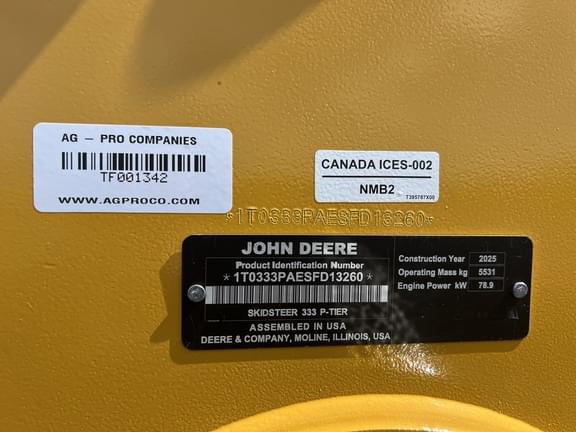 AG – PRO COMPANIES
TF001342
WWW.AGPROCO.COM
CANADA ICES-002
NMB2
T395787X00
*1T0333PAESFD13260*
JOHN DEERE
Product Identification Number
*1T0333PAESFD13260*
SKIDSTEER 333 P-TIER
ASSEMBLED IN USA
DEERE & COMPANY, MOLINE, ILLINOIS, USA
Construction Year 2025
Operating Mass kg 5531
Engine Power kW 78.9